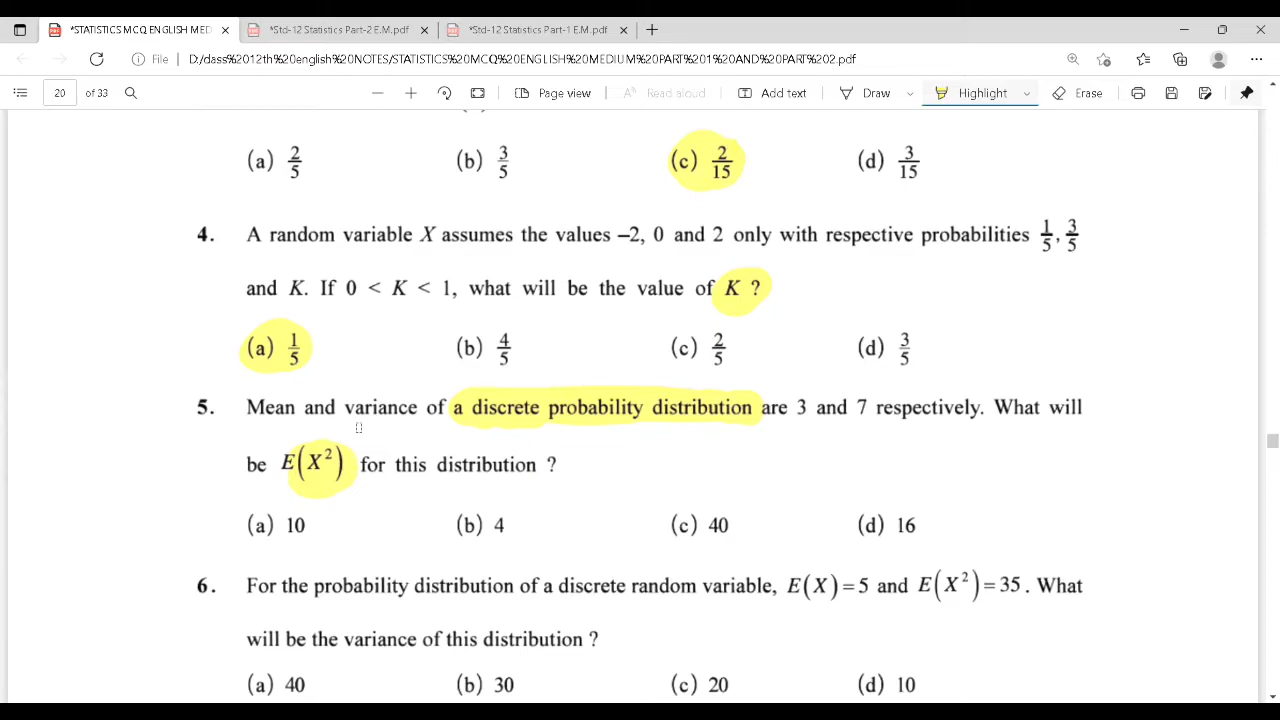 *STATISTICS MCQ ENGLISH MED
*Std-12 Statistics Part-2 E.M.pdf
*Std-12 Statistics Part-1 E.M.pdf
File D:/class%2012th%20english%20NOTES/STATISTICS%20MCQ%20ENGLISH%20MEDIUM%20PART%201%20AND%20PART%202.pdf
20 of 33 Page view Read aloud Add text Draw Highlight Erase
(a) 2/5 (b) 3/5 (c) 2/15 (d) 3/15
4. A random variable X assumes the values –2, 0 and 2 only with respective probabilities 1/5, 3/5
and K. If 0 < K < 1, what will be the value of K ?
(a) 1/5 (b) 4/5 (c) 2/5 (d) 3/5
5. Mean and variance of a discrete probability distribution are 3 and 7 respectively. What will
be E(X²) for this distribution ?
(a) 10 (b) 4 (c) 40 (d) 16
6. For the probability distribution of a discrete random variable, E(X)=5 and E(X²)=35. What
will be the variance of this distribution ?
(a) 40 (b) 30 (c) 20 (d) 10